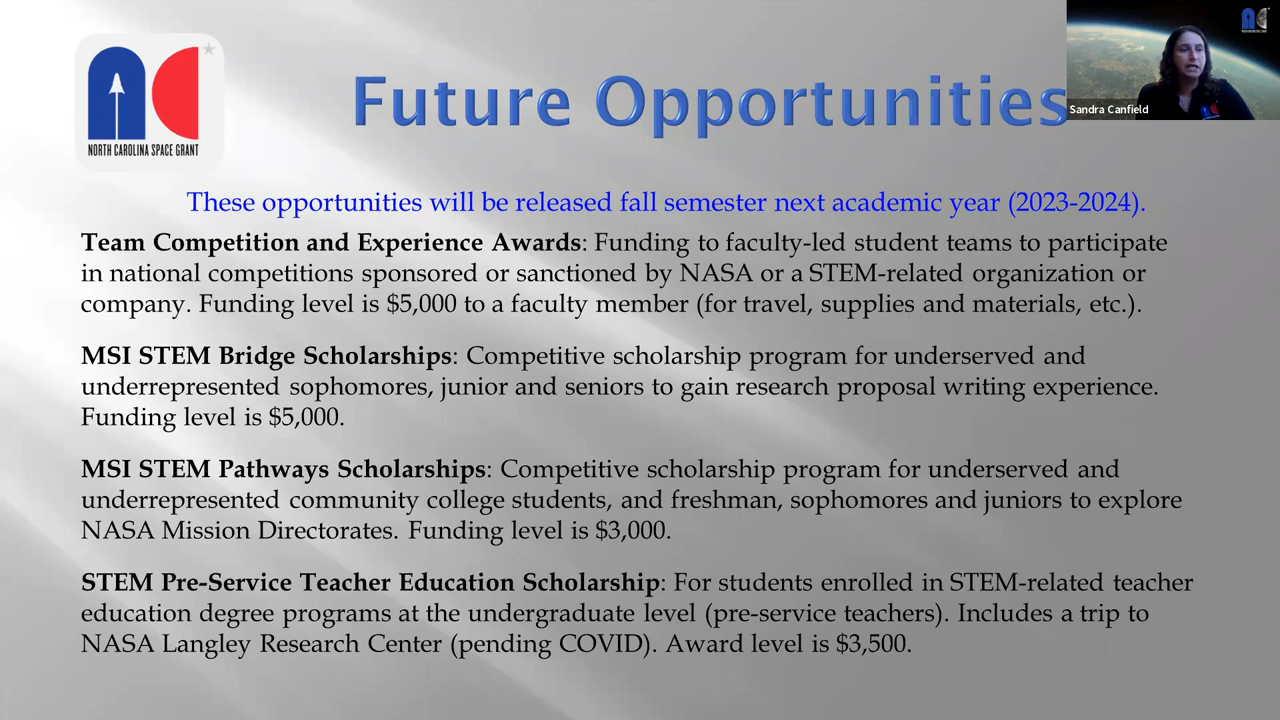 Future Opportunities
Sandra Canfield
NORTH CAROLINA SPACE GRANT
These opportunities will be released fall semester next academic year (2023-2024).
Team Competition and Experience Awards: Funding to faculty-led student teams to participate
in national competitions sponsored or sanctioned by NASA or a STEM-related organization or
company. Funding level is $5,000 to a faculty member (for travel, supplies and materials, etc.).
MSI STEM Bridge Scholarships: Competitive scholarship program for underserved and
underrepresented sophomores, junior and seniors to gain research proposal writing experience.
Funding level is $5,000.
MSI STEM Pathways Scholarships: Competitive scholarship program for underserved and
underrepresented community college students, and freshman, sophomores and juniors to explore
NASA Mission Directorates. Funding level is $3,000.
STEM Pre-Service Teacher Education Scholarship: For students enrolled in STEM-related teacher
education degree programs at the undergraduate level (pre-service teachers). Includes a trip to
NASA Langley Research Center (pending COVID). Award level is $3,500.